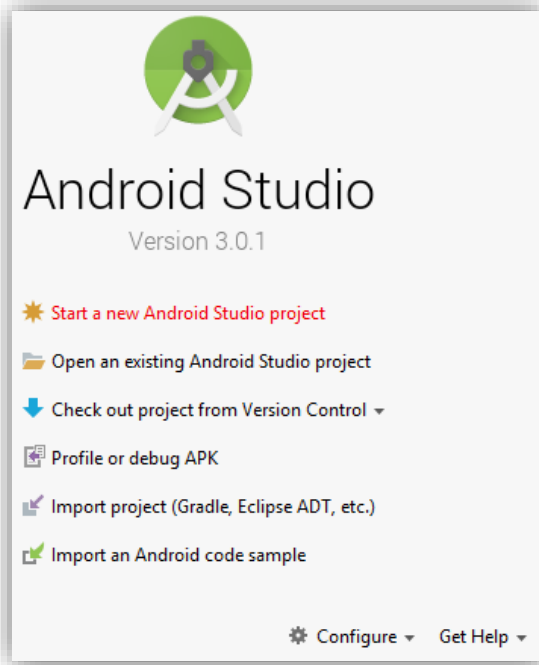 Android Studio
Version 3.0.1
Start a new Android Studio project
Open an existing Android Studio project
Check out project from Version Control
Profile or debug APK
Import project (Gradle, Eclipse ADT, etc.)
Import an Android code sample
Configure Get Help